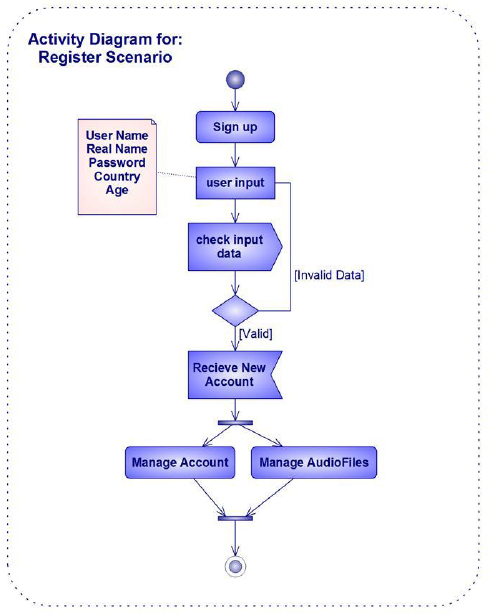 Activity Diagram for:
Register Scenario
Sign up
User Name
Real Name
Password
Country
Age
user input
check input
data
[Invalid Data]
[Valid]
Recieve New
Account
Manage Account
Manage AudioFiles